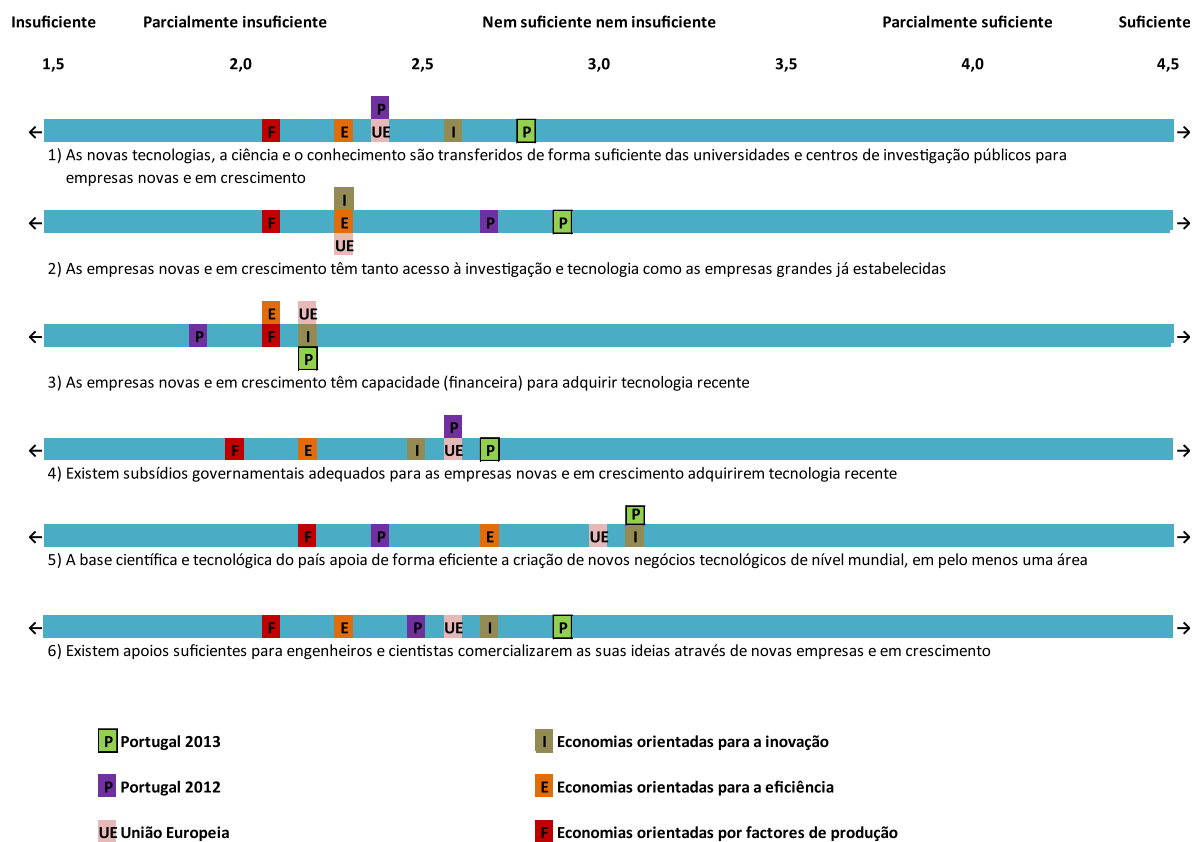 Insuficiente Parcialmente insuficiente Nem suficiente nem insuficiente Parcialmente suficiente Suficiente
1,5 2,0 2,5 3,0 3,5 4,0 4,5
P
F E UE I P
1) As novas tecnologias, a ciência e o conhecimento são transferidos de forma suficiente das universidades e centros de investigação públicos para
empresas novas e em crescimento
I
F E P P
UE
2) As empresas novas e em crescimento têm tanto acesso à investigação e tecnologia como as empresas grandes já estabelecidas
E UE
P F I
P
3) As empresas novas e em crescimento têm capacidade (financeira) para adquirir tecnologia recente
P
F E I UE P
4) Existem subsídios governamentais adequados para as empresas novas e em crescimento adquirirem tecnologia recente
P
F P E UE I
5) A base científica e tecnológica do país apoia de forma eficiente a criação de novos negócios tecnológicos de nível mundial, em pelo menos uma área
F E P UE I P
6) Existem apoios suficientes para engenheiros e cientistas comercializarem as suas ideias através de novas empresas e em crescimento
P Portugal 2013
I Economias orientadas para a inovação
P Portugal 2012
E Economias orientadas para a eficiência
UE União Europeia
F Economias orientadas por factores de produção